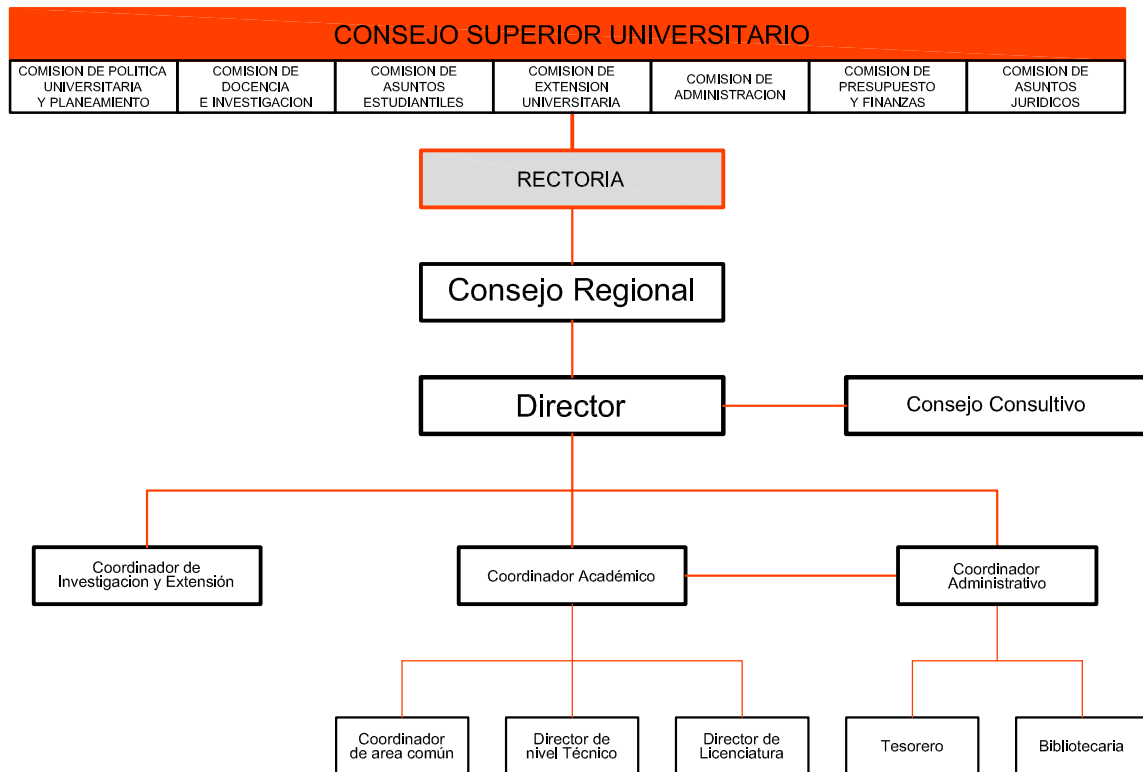 CONSEJO SUPERIOR UNIVERSITARIO
COMISION DE POLITICA
UNIVERSITARIA
Y PLANEAMIENTO
COMISION DE
DOCENCIA
E INVESTIGACION
COMISION DE
ASUNTOS
ESTUDIANTILES
COMISION DE
EXTENSION
UNIVERSITARIA
COMISION DE
ADMINISTRACION
COMISION DE
PRESUPUESTO
Y FINANZAS
COMISION DE
ASUNTOS
JURIDICOS
RECTORIA
Consejo Regional
Director
Consejo Consultivo
Coordinador de
Investigacion y Extensión
Coordinador Académico
Coordinador
Administrativo
Coordinador
de area común
Director de
nivel Técnico
Director de
Licenciatura
Tesorero
Bibliotecaria